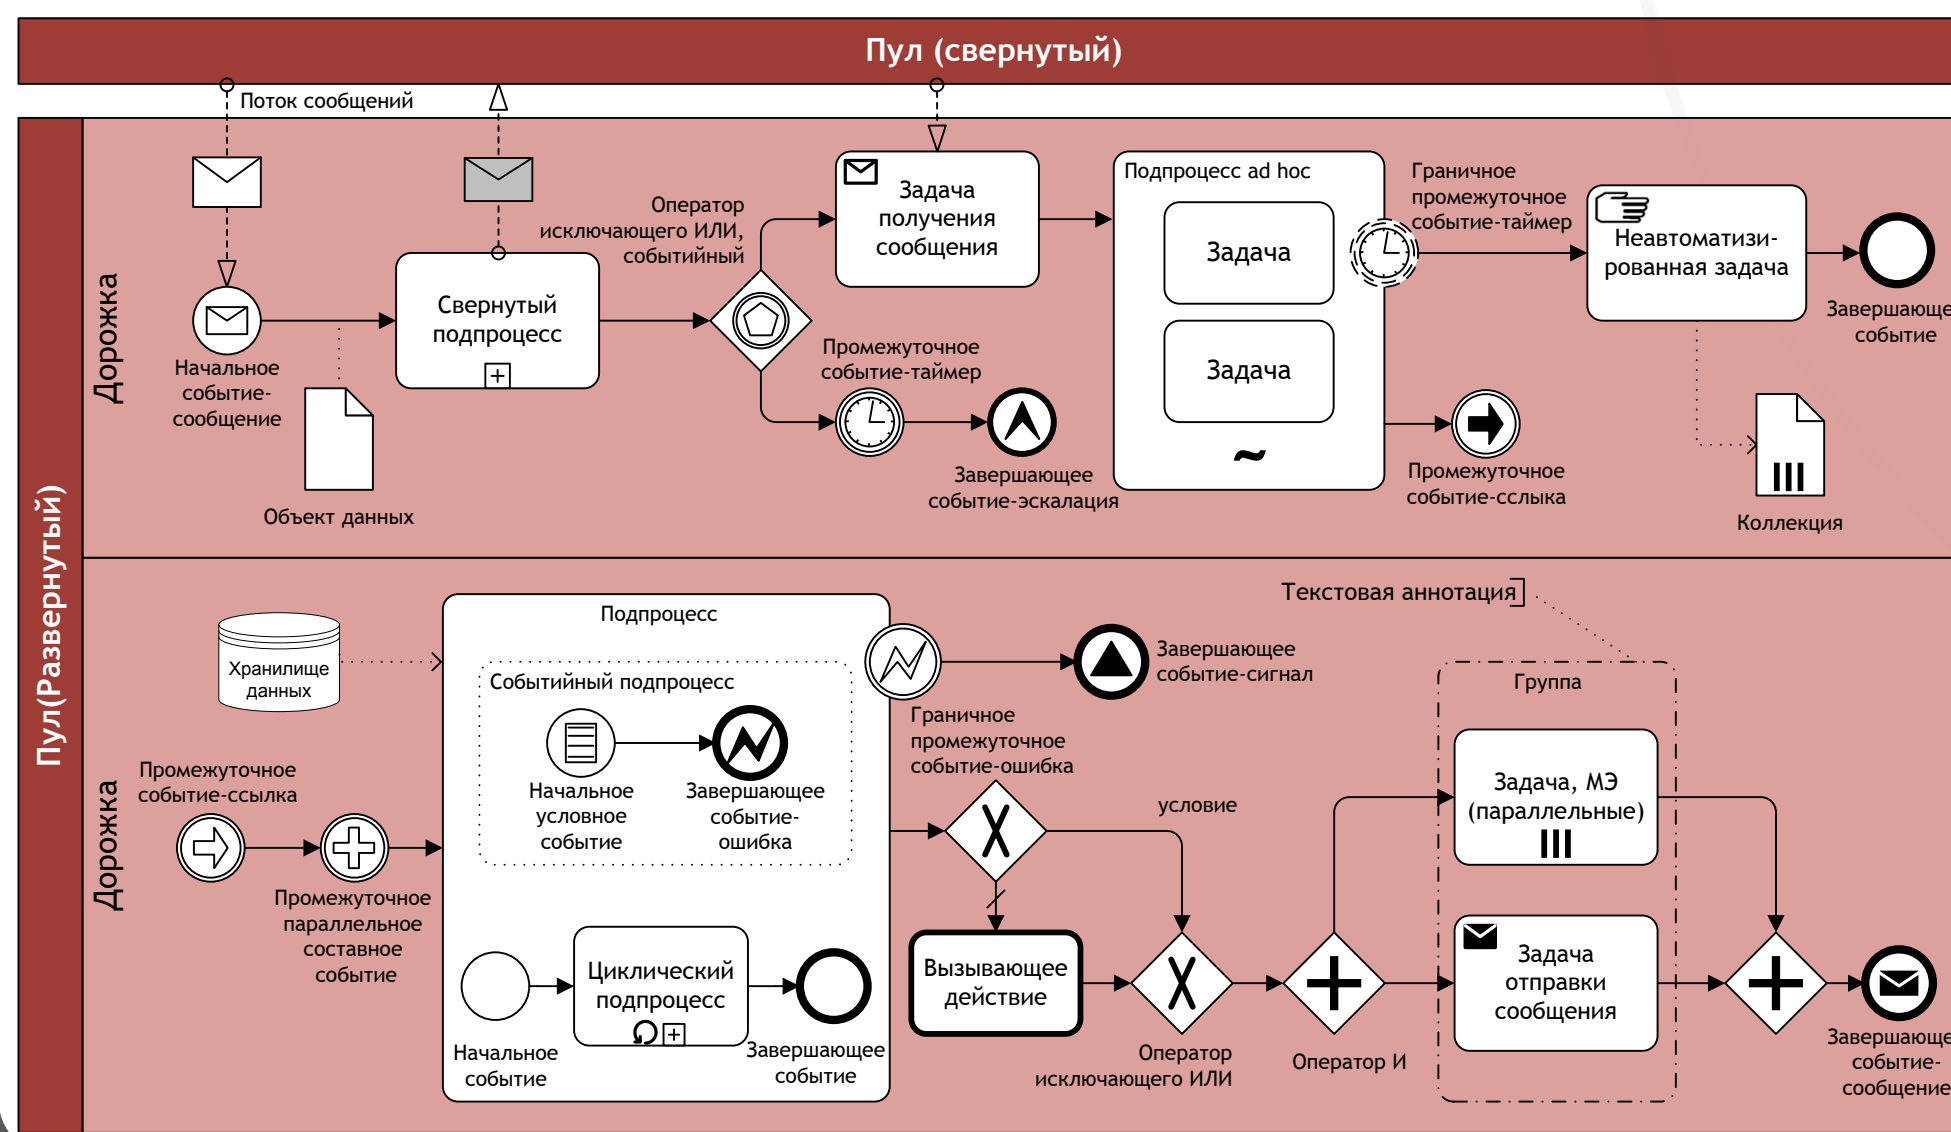 Пул (свернутый)
Поток сообщений
Пул(Развернутый)
Дорожка
Начальное
событие-
сообщение
Объект данных
Свернутый
подпроцесс
Оператор
исключающего ИЛИ,
событийный
Задача
получения
сообщения
Промежуточное
событие-таймер
Завершающее
событие-эскалация
Подпроцесс ad hoc
Задача
Задача
~
Граничное
промежуточное
событие-таймер
Промежуточное
событие-сслыка
Неавтоматизи-
рованная задача
Завершающе
событие
Коллекция
Дорожка
Хранилище
данных
Промежуточное
событие-ссылка
Промежуточное
параллельное
составное
событие
Подпроцесс
Событийный подпроцесс
Начальное
условное
событие
Завершающее
событие-
ошибка
Начальное
событие
Циклический
подпроцесс
Завершающее
событие
Завершающее
событие-сигнал
Граничное
промежуточное
событие-ошибка
условие
Вызывающее
действие
Оператор
исключающего ИЛИ
Оператор И
Текстовая аннотация
Группа
Задача, МЭ
(параллельные)
Задача
отправки
сообщения
Завершающе
событие-
сообщение